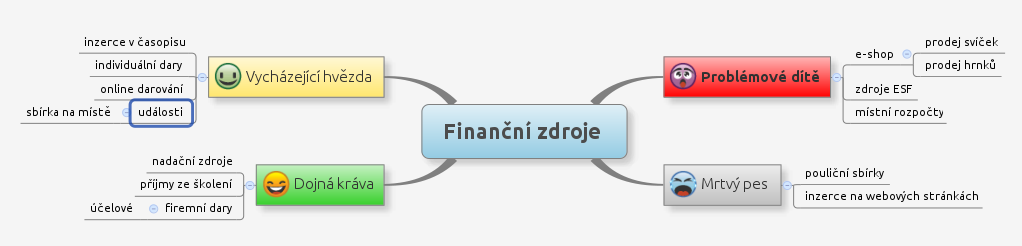 Finanční zdroje
Vycházející hvězda
inzerce v časopisu
individuální dary
online darování
události
sbírka na místě
Dojná kráva
nadační zdroje
příjmy ze školení
firemní dary
účelové
Problémové dítě
e-shop
prodej svíček
prodej hrnků
zdroje ESF
místní rozpočty
Mrtvý pes
pouliční sbírky
inzerce na webových stránkách